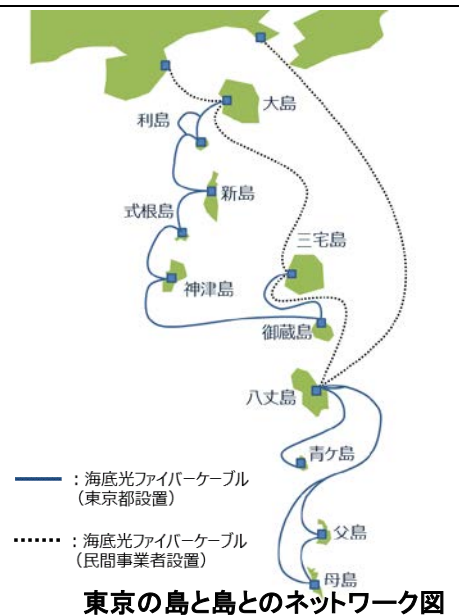 大島
利島
新島
式根島
三宅島
神津島
御蔵島
八丈島
青ケ島
：海底光ファイバーケーブル
（東京都設置）
父島
：海底光ファイバーケーブル
（民間事業者設置）
母島
東京の島と島とのネットワーク図